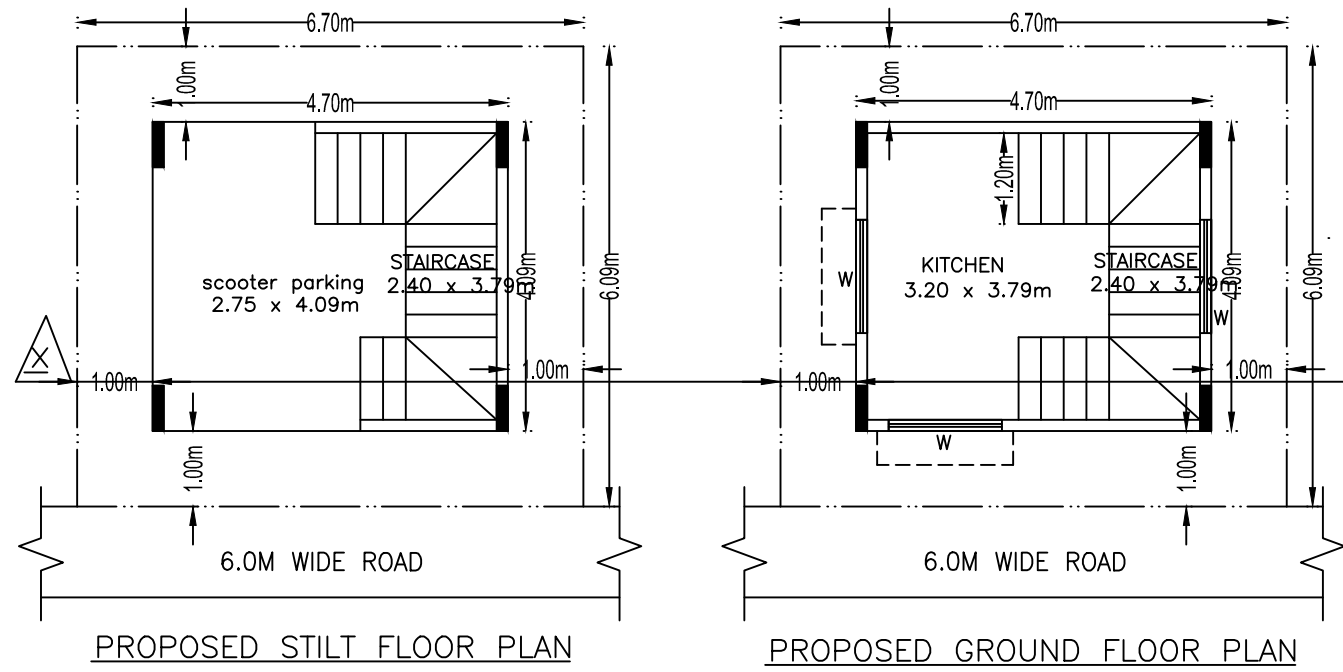 6.70m
1.00m
4.70m
scooter parking
2.75 x 4.09m
STAIRCASE
2.40 x 3.79m
4.09m
6.09m
X
1.00m
1.00m
1.00m
6.0M WIDE ROAD
PROPOSED STILT FLOOR PLAN
6.70m
1.00m
4.70m
1.20m
KITCHEN
3.20 x 3.79m
STAIRCASE
2.40 x 3.79m
4.09m
6.09m
W
W
1.00m
1.00m
W
1.00m
6.0M WIDE ROAD
PROPOSED GROUND FLOOR PLAN